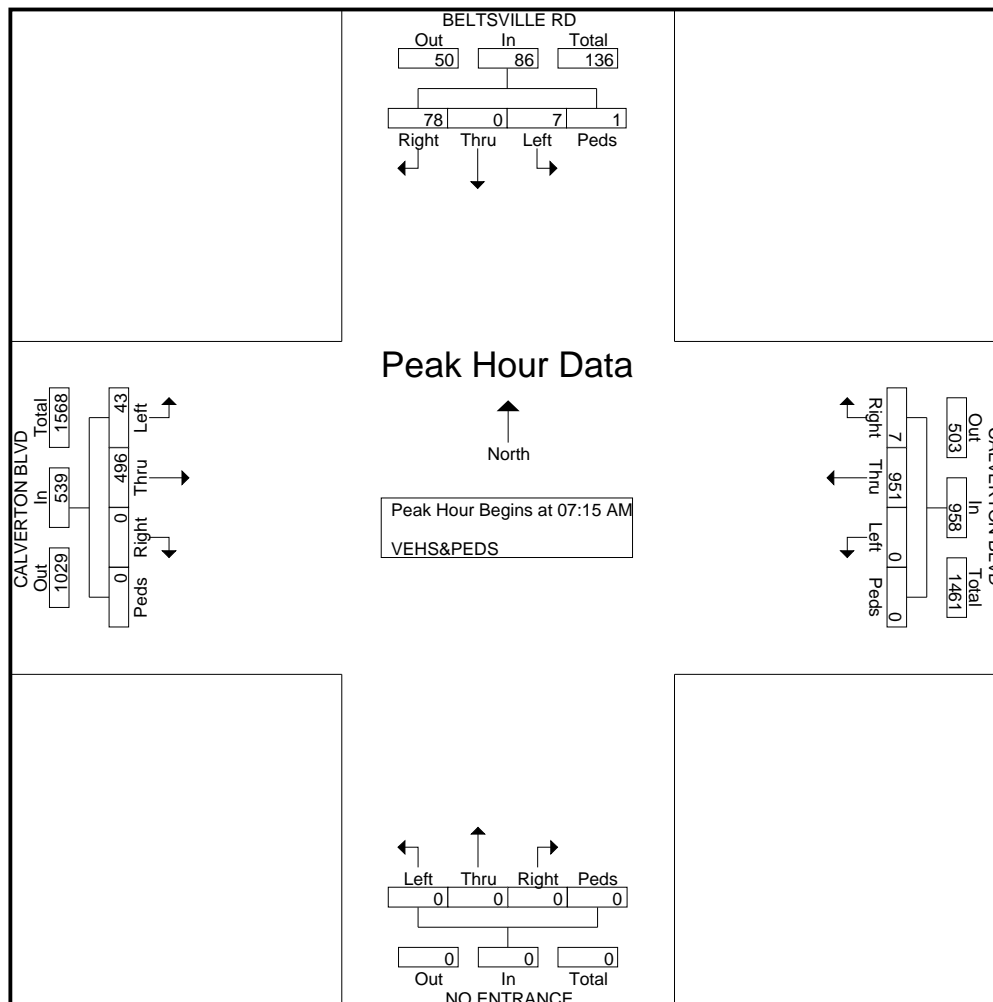 BELTSVILLE RD
Out In Total
50 86 136
78 0 7 1
Right Thru Left Peds
Peak Hour Data
North
Peak Hour Begins at 07:15 AM
VEHS&PEDS
CALVERTON BLVD
Out In Total
1029 539 1568
43 496 0 0
Left Thru Right Peds
CALVERTON BLVD
Out In Total
503 958 1461
7 951 0 0
Right Thru Left Peds
Left Thru Right Peds
0 0 0 0
0 0 0
Out In Total
NO ENTRANCE